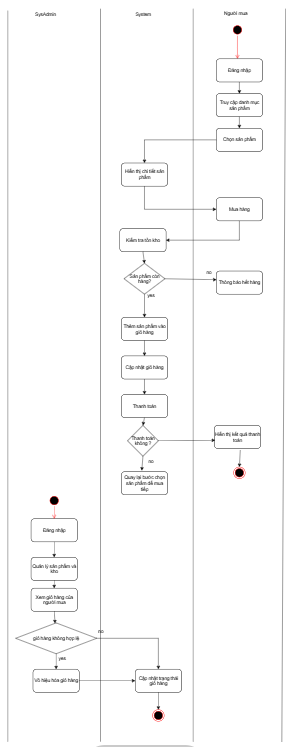 SysAdmin
System
Người mua
Đăng nhập
Truy cập danh mục
sản phẩm
Chọn sản phẩm
Hiển thị chi tiết sản
phẩm
Mua hàng
Kiểm tra tồn kho
Sản phẩm còn
hàng?
no
Thông báo hết hàng
yes
Thêm sản phẩm vào
giỏ hàng
Cập nhật giỏ hàng
Thanh toán
Thanh toán
không ?
Hiển thị kết quả thanh
toán
no
Quay lại bước chọn
sản phẩm để mua
tiếp
Đăng nhập
Quản lý sản phẩm và
kho
Xem giỏ hàng của
người mua
giỏ hàng không hợp lệ
no
yes
Vô hiệu hóa giỏ hàng
Cập nhật trạng thái
giỏ hàng